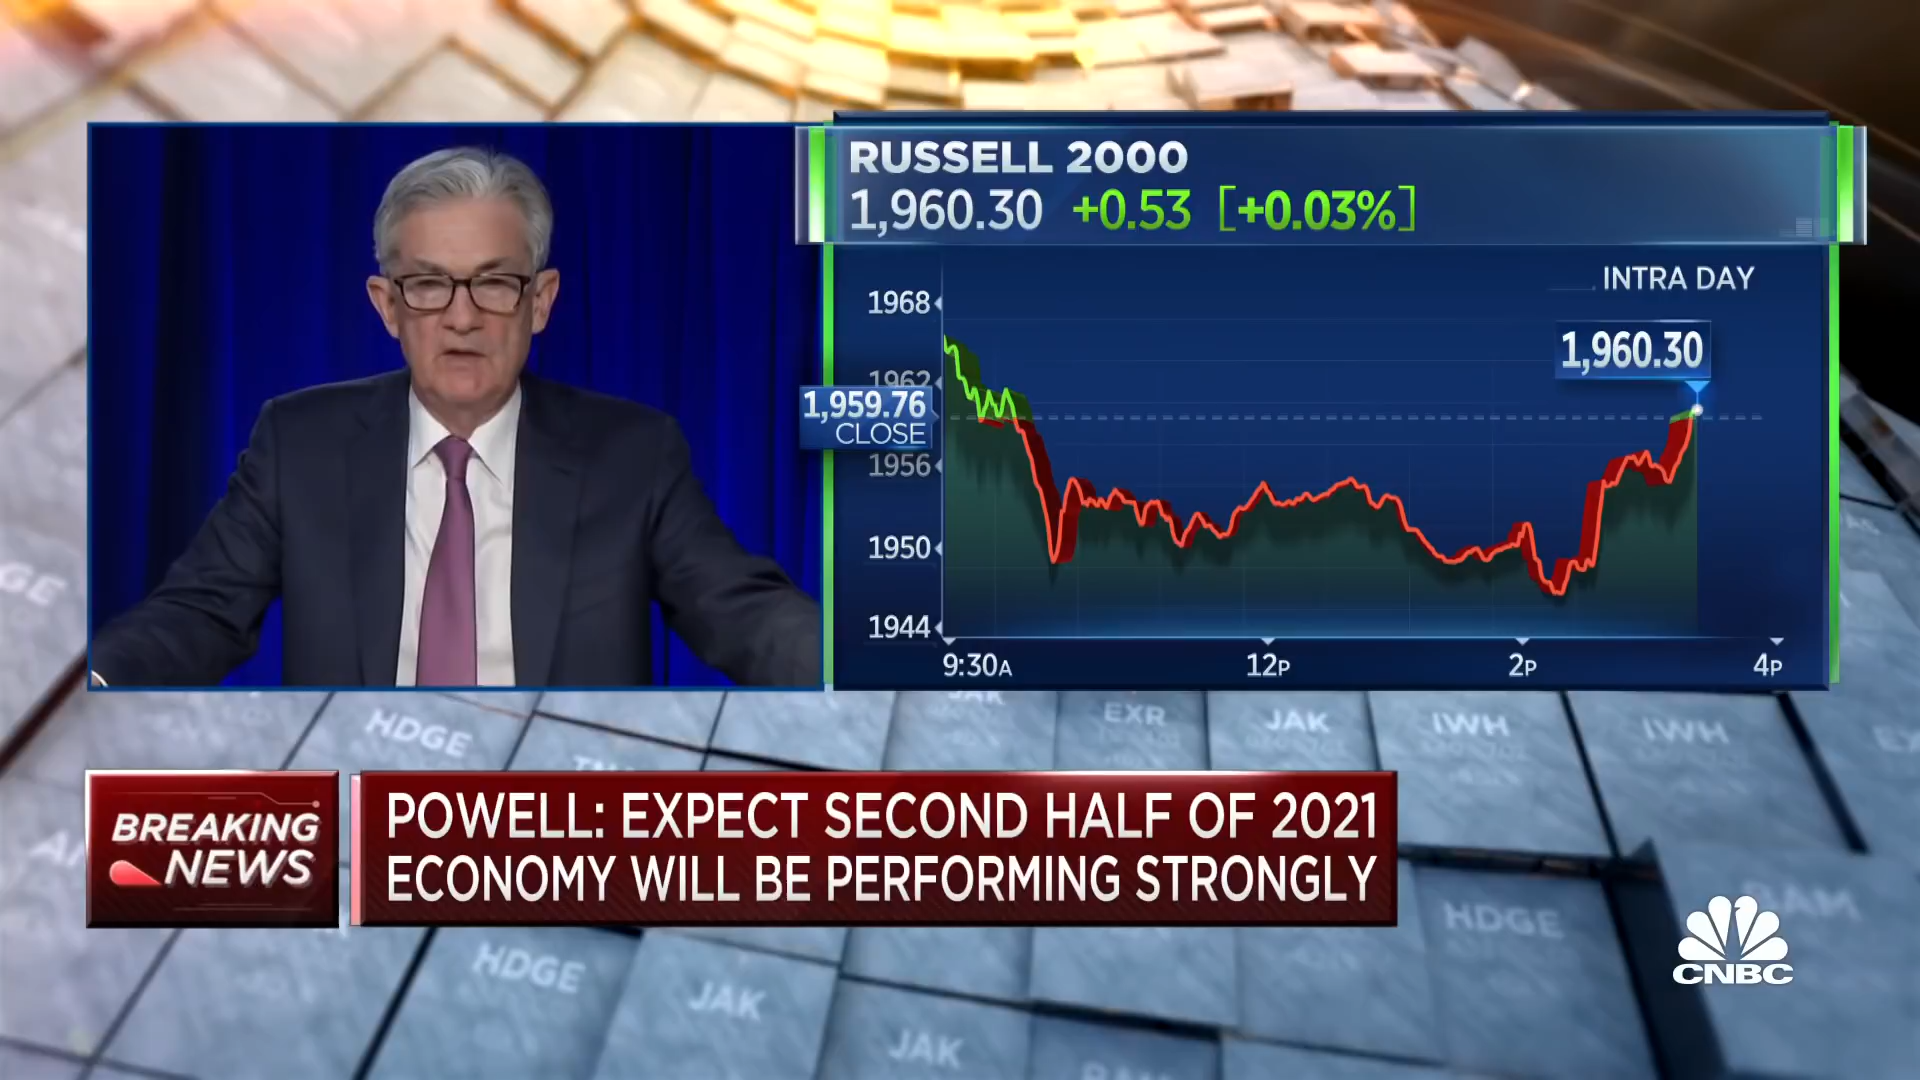 RUSSELL 2000
1,960.30 +0.53 [+0.03%]
INTRA DAY
1,960.30
1968
1962
1,959.76
CLOSE
1956
1950
1944
9:30A
12P
2P
4P
HDGE
JAK
EXR
JAK
IWH
IWH
HDGE
BREAKING
NEWS
POWELL: EXPECT SECOND HALF OF 2021
ECONOMY WILL BE PERFORMING STRONGLY
HDGE
HDGE
JAK
JAK
CNBC